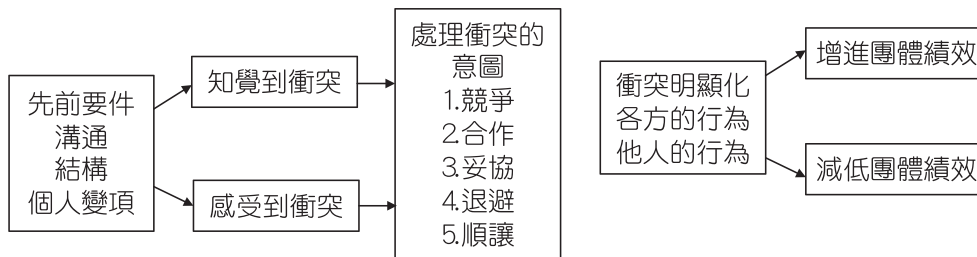 先前要件
溝通
結構
個人變項
知覺到衝突
感受到衝突
處理衝突的
意圖
1.競爭
2.合作
3.妥協
4.退避
5.順讓
衝突明顯化
各方的行為
他人的行為
增進團體績效
減低團體績效